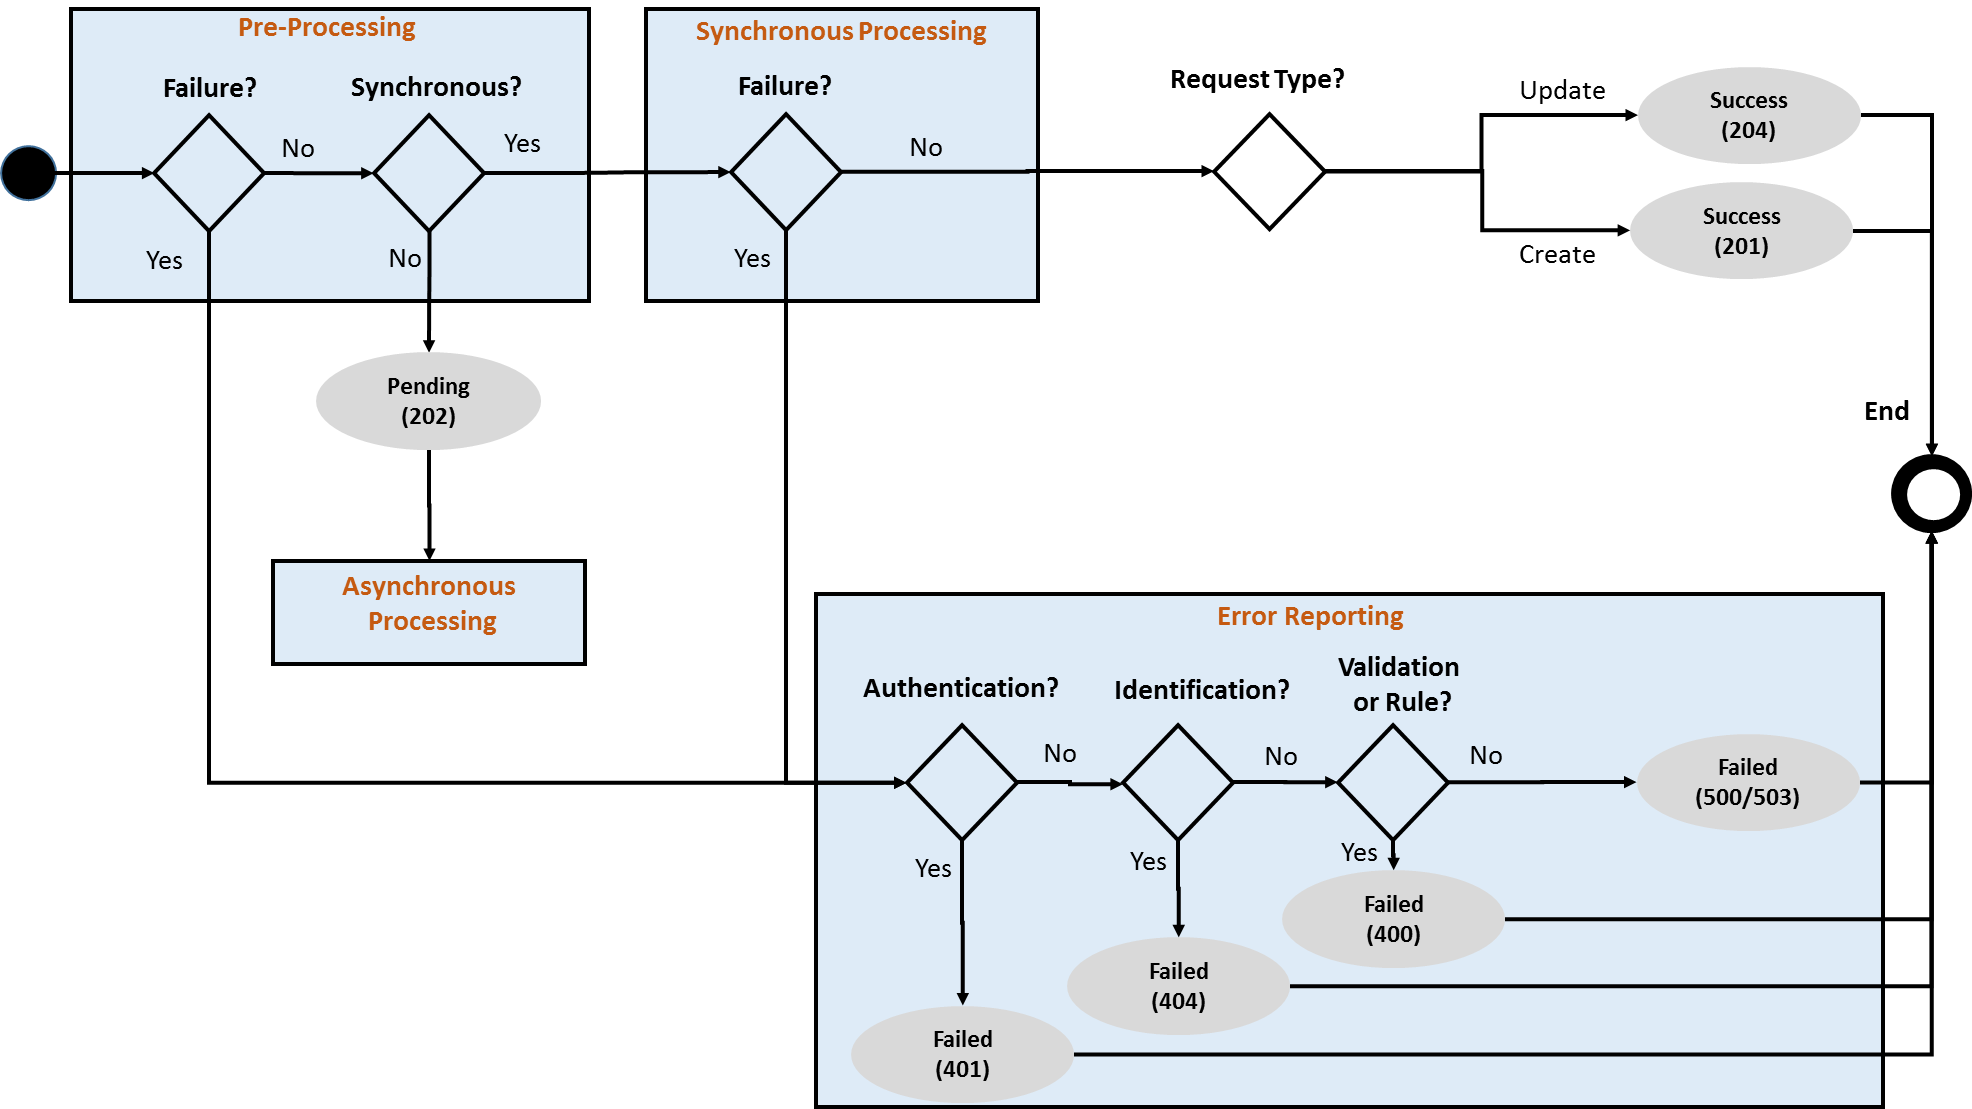 Pre-Processing
Failure?
Synchronous?
No
Yes
Yes
No
Synchronous Processing
Failure?
No
Yes
Request Type?
Update
Create
Success
(204)
Success
(201)
Pending
(202)
Asynchronous
Processing
End
Error Reporting
Authentication?
Identification?
Validation
or Rule?
No
No
No
Yes
Yes
Yes
Failed
(500/503)
Failed
(400)
Failed
(404)
Failed
(401)